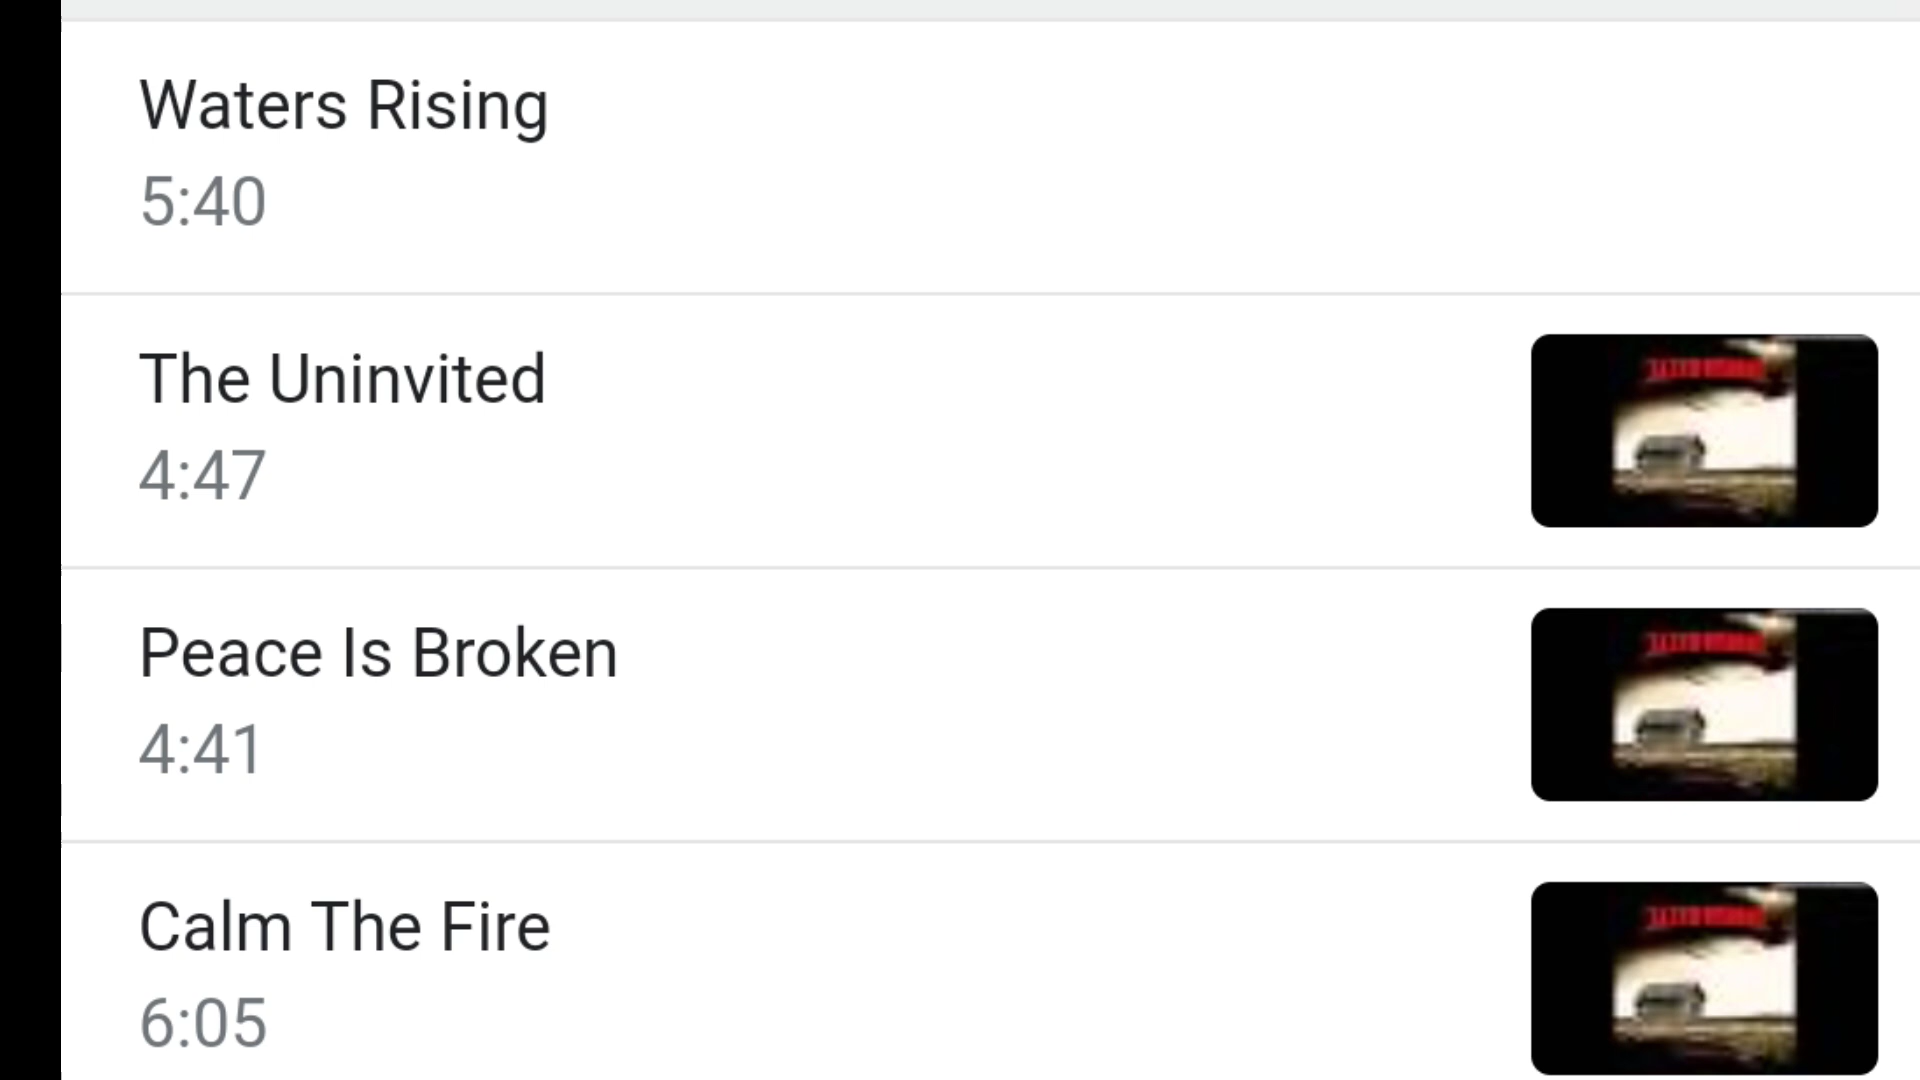 Waters Rising
5:40
The Uninvited
4:47
Peace Is Broken
4:41
Calm The Fire
6:05